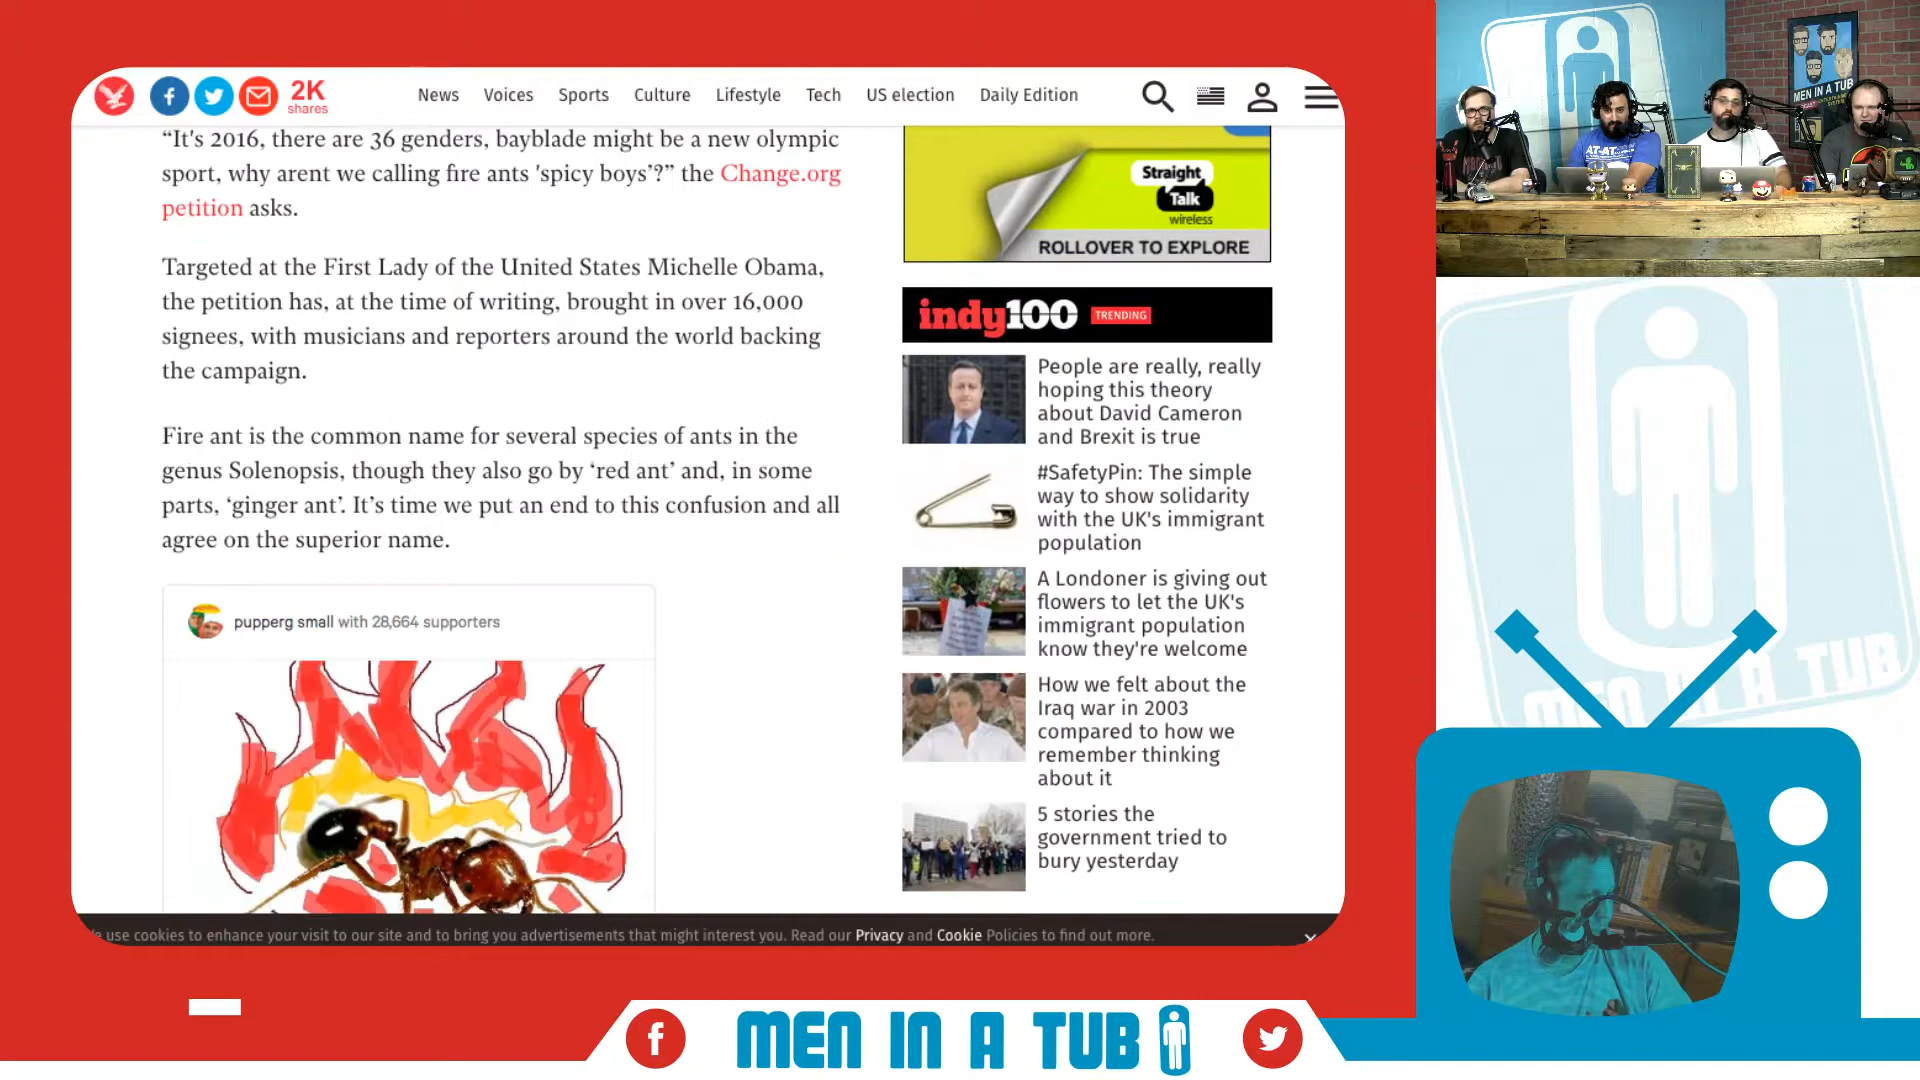 2K
shares
News Voices Sports Culture Lifestyle Tech US election Daily Edition
“It's 2016, there are 36 genders, bayblade might be a new olympic
sport, why arent we calling fire ants 'spicy boys’?” the Change.org
petition asks.
Targeted at the First Lady of the United States Michelle Obama,
the petition has, at the time of writing, brought in over 16,000
signees, with musicians and reporters around the world backing
the campaign.
Fire ant is the common name for several species of ants in the
genus Solenopsis, though they also go by ‘red ant’ and, in some
parts, ‘ginger ant’. It’s time we put an end to this confusion and all
agree on the superior name.
pupperg small with 28,664 supporters
Straight
Talk
wireless
ROLLOVER TO EXPLORE
indy100 TRENDING
People are really, really
hoping this theory
about David Cameron
and Brexit is true
#SafetyPin: The simple
way to show solidarity
with the UK's immigrant
population
A Londoner is giving out
flowers to let the UK's
immigrant population
know they're welcome
How we felt about the
Iraq war in 2003
compared to how we
remember thinking
about it
5 stories the
government tried to
bury yesterday
use cookies to enhance your visit to our site and to bring you advertisements that might interest you. Read our Privacy and Cookie Policies to find out more.
MEN IN A TUB
AT-AT
MEN IN A TUB
MEN IN A TUB